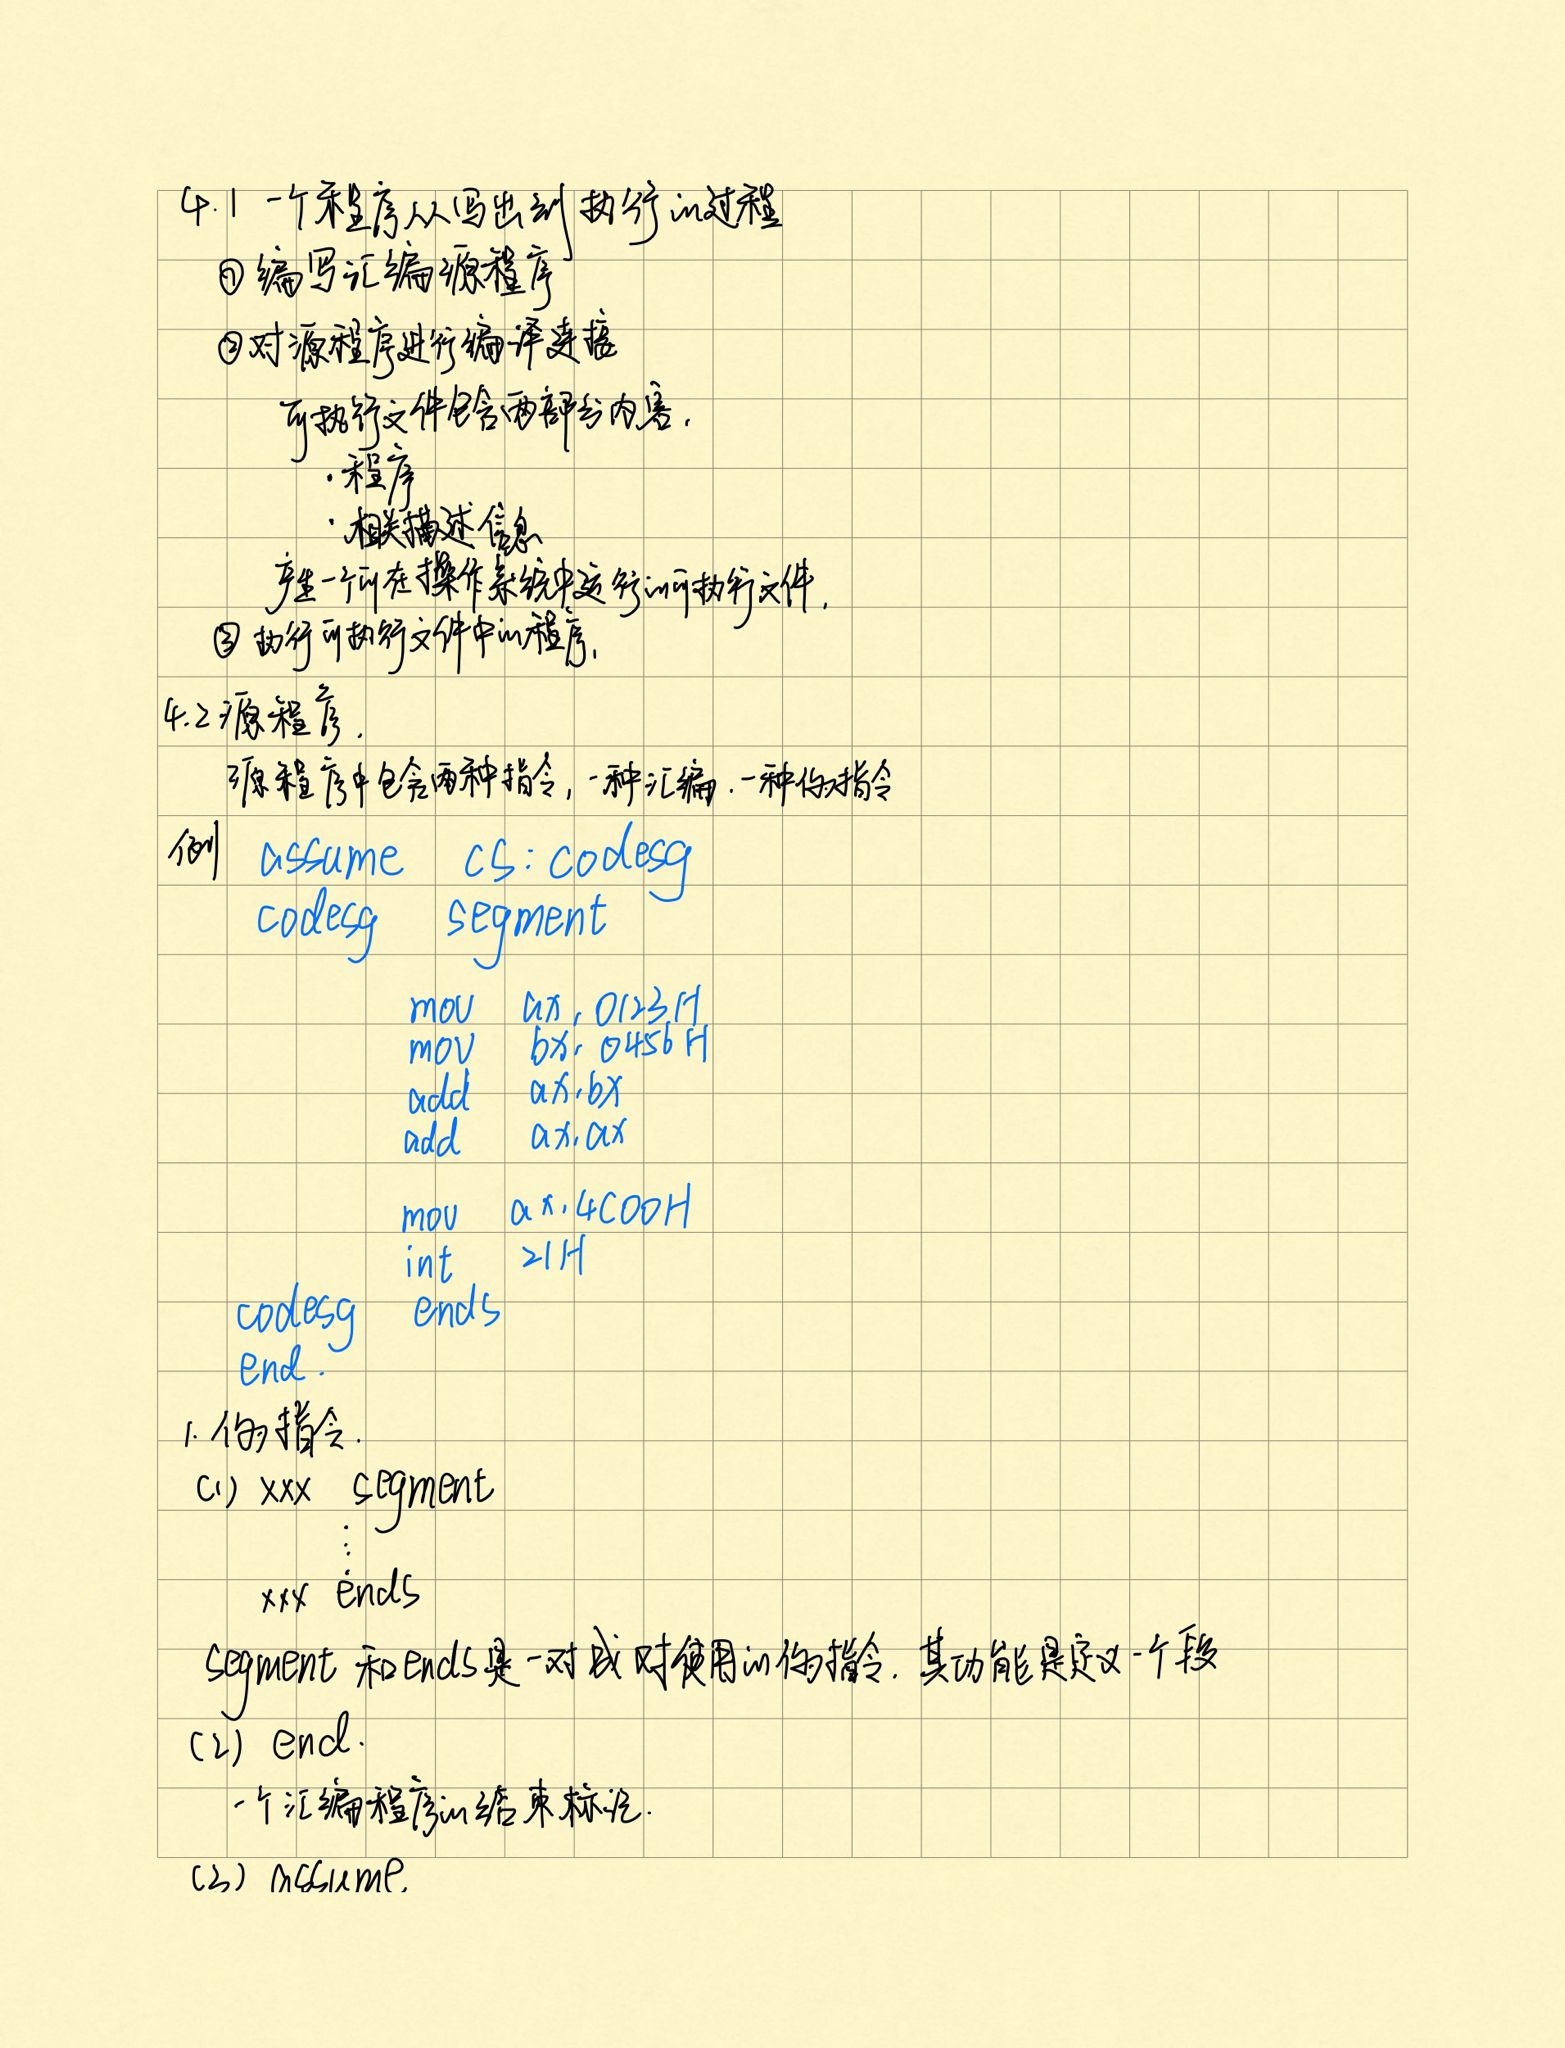 4.1 一个程序从写出到执行的过程
① 编写汇编源程序
② 对源程序进行编译连接
可执行文件包含两部分内容.
· 程序
· 相关描述信息
产生一个可在操作系统中运行的可执行文件.
③ 执行可执行文件中的程序.
4.2 源程序.
源程序中包含两种指令, 一种汇编. 一种伪指令
例 assume cs:codesg
codesg segment
mov ax, 0123H
mov bx, 0456H
add ax, bx
add ax, ax
mov ax, 4C00H
int 21H
codesg ends
end.
1. 伪指令.
(1) xxx segment
⋮
xxx ends
segment 和 ends 是一对成对使用的伪指令. 其功能是定义一个段
(2) end.
一个汇编程序的结束标记.
(3) assume.